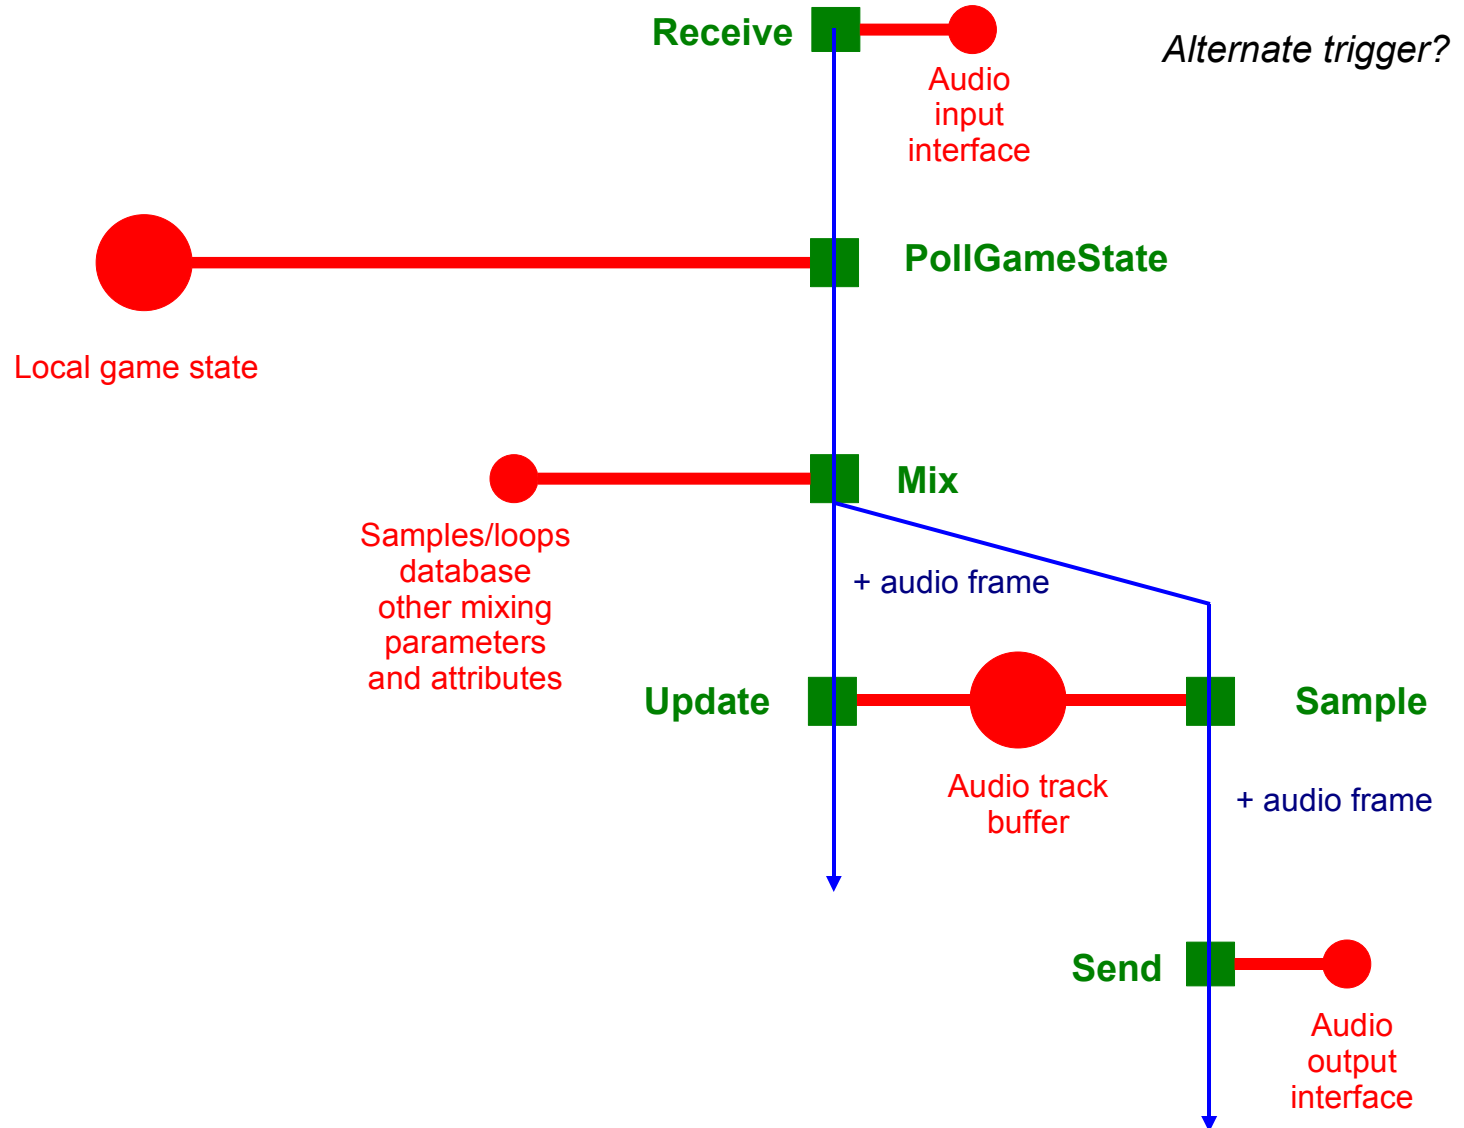 Receive
Alternate trigger?
Audio
input
interface
PollGameState
Local game state
Mix
Samples/loops
database
other mixing
parameters
and attributes
+ audio frame
Update
Sample
Audio track
buffer
+ audio frame
Send
Audio
output
interface